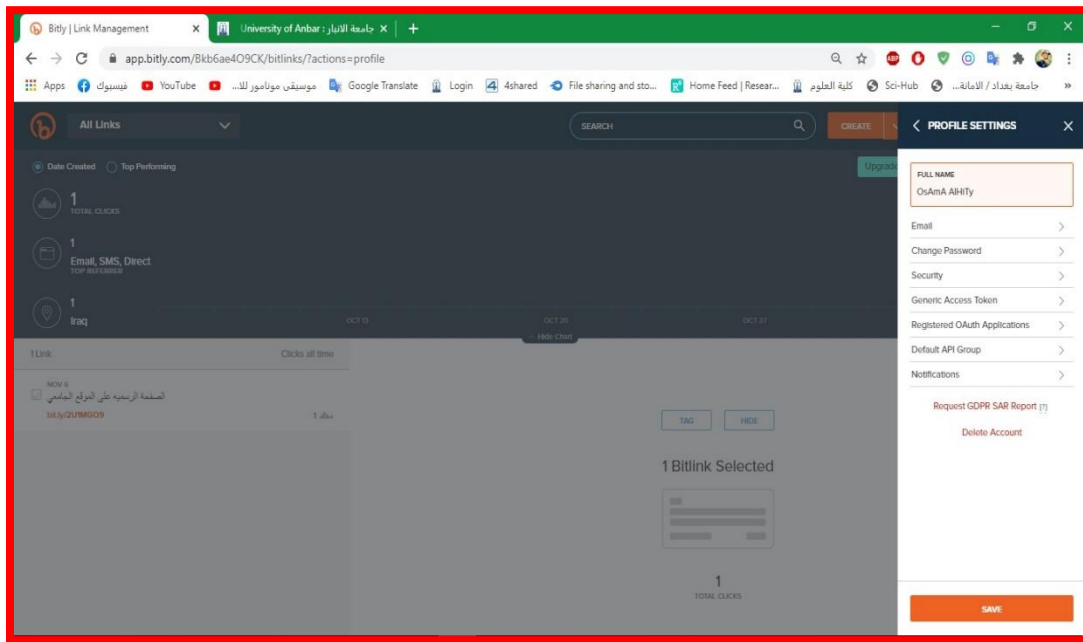 Bitly | Link Management
University of Anbar : جامعة الانبار
app.bitly.com/Bkb6ae4O9CK/bitlinks/?actions=profile
Apps
فيسبوك
YouTube
موسيقى موتامور للا...
Google Translate
Login
4shared
File sharing and sto...
Home Feed | Resear...
كلية العلوم
Sci-Hub
جامعة بغداد / الامانة...
All Links
SEARCH
CREATE
PROFILE SETTINGS
Date Created
Top Performing
Upgrade
FULL NAME
OsAmA AlHiTy
1
TOTAL CLICKS
Email
Change Password
1
Email, SMS, Direct
TOP REFERRER
Security
Generic Access Token
1
Iraq
OCT 13
OCT 20
OCT 27
Registered OAuth Applications
Hide Chart
Default API Group
1 Link
Clicks all time
Notifications
NOV 6
الصفحة الرسمية على الموقع الجامعي
bit.ly/2U1MGO9
1
Request GDPR SAR Report [?]
TAG
HIDE
Delete Account
1 Bitlink Selected
1
TOTAL CLICKS
SAVE